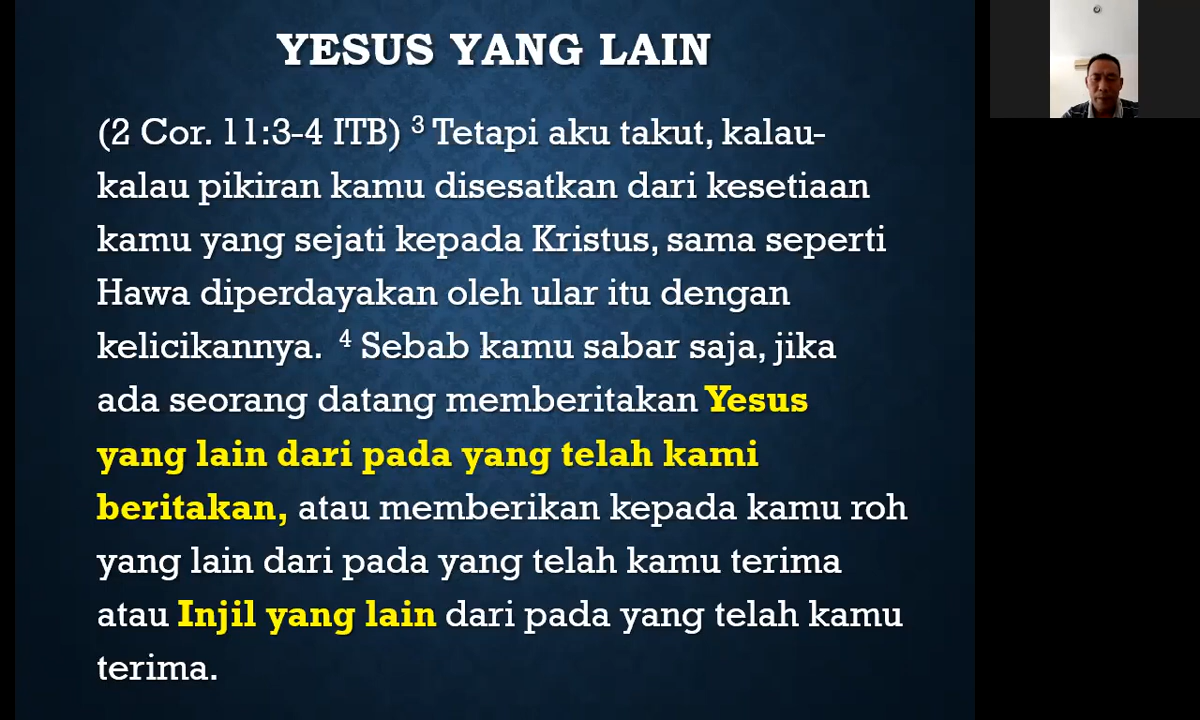 YESUS YANG LAIN
(2 Cor. 11:3-4 ITB) ³ Tetapi aku takut, kalau-
kalau pikiran kamu disesatkan dari kesetiaan
kamu yang sejati kepada Kristus, sama seperti
Hawa diperdayakan oleh ular itu dengan
kelicikannya. ⁴ Sebab kamu sabar saja, jika
ada seorang datang memberitakan Yesus
yang lain dari pada yang telah kami
beritakan, atau memberikan kepada kamu roh
yang lain dari pada yang telah kamu terima
atau Injil yang lain dari pada yang telah kamu
terima.